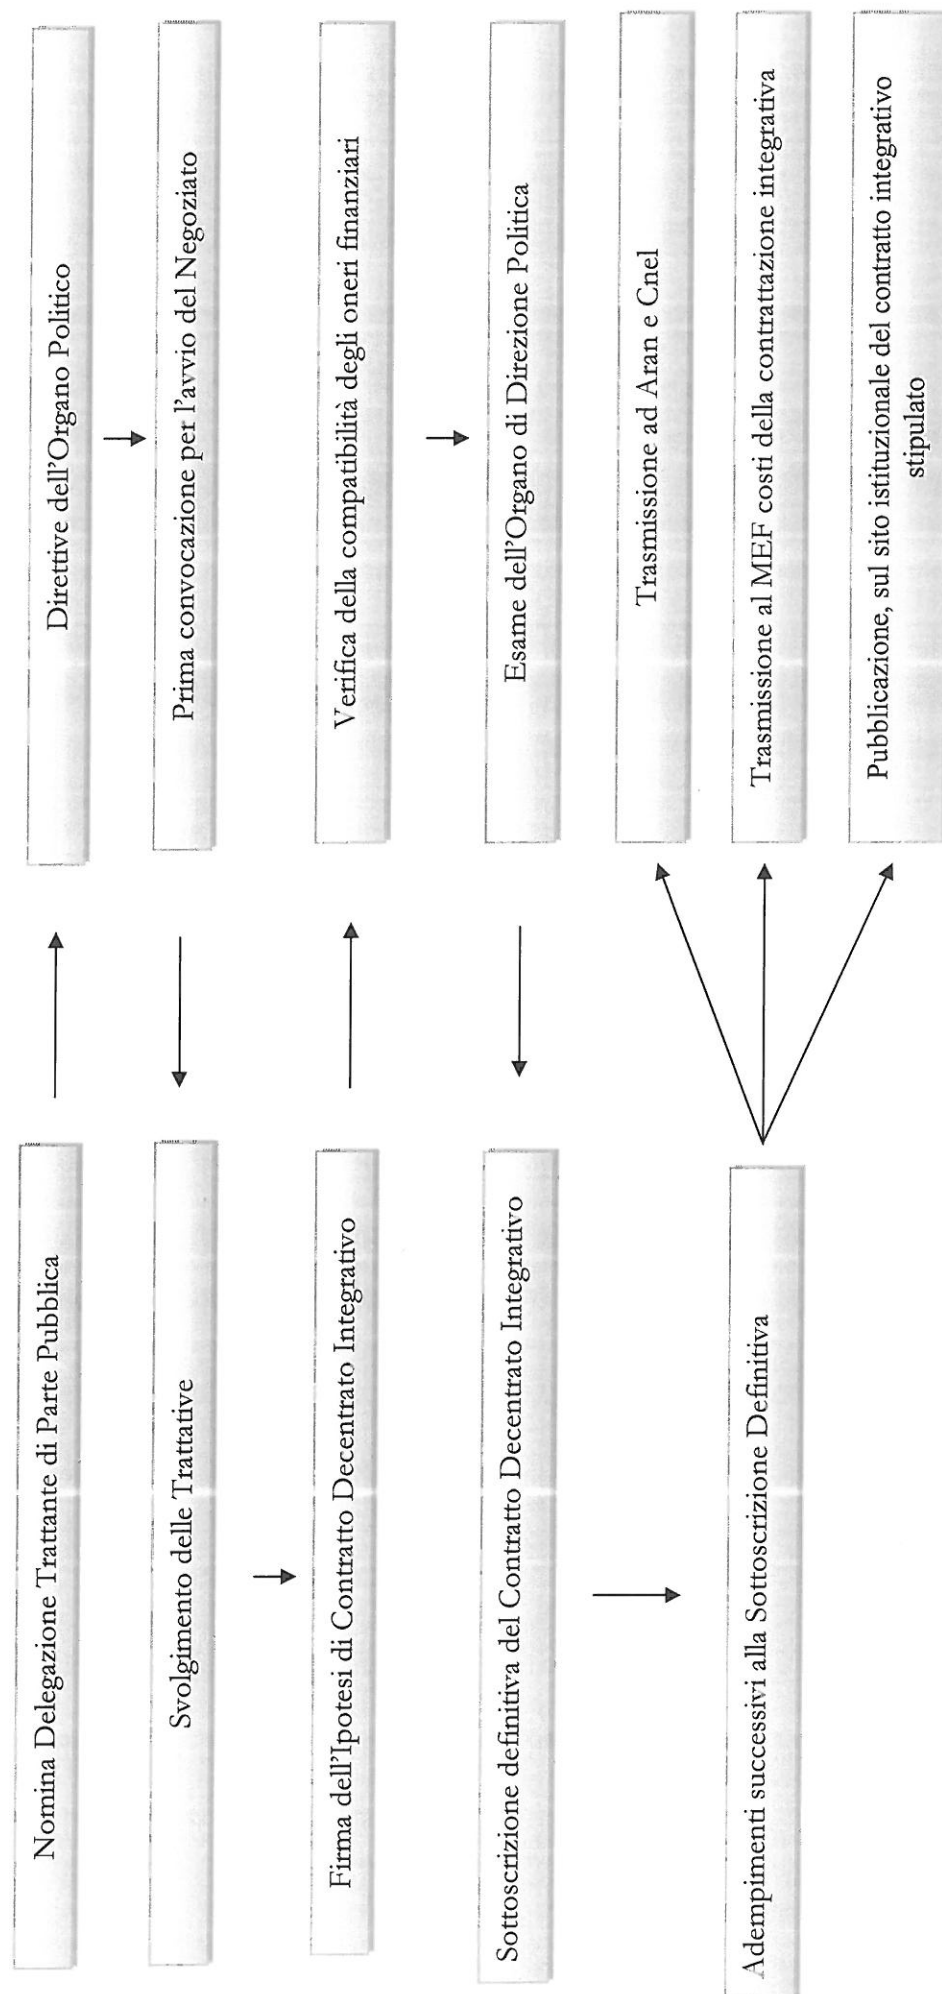 Nomina Delegazione Trattante di Parte Pubblica
Direttive dell'Organo Politico
Prima convocazione per l'avvio del Negoziato
Svolgimento delle Trattative
Firma dell'Ipotesi di Contratto Decentrato Integrativo
Verifica della compatibilità degli oneri finanziari
Esame dell'Organo di Direzione Politica
Sottoscrizione definitiva del Contratto Decentrato Integrativo
Adempimenti successivi alla Sottoscrizione Definitiva
Trasmissione ad Aran e Cnel
Trasmissione al MEF costi della contrattazione integrativa
Pubblicazione, sul sito istituzionale del contratto integrativo
stipulato